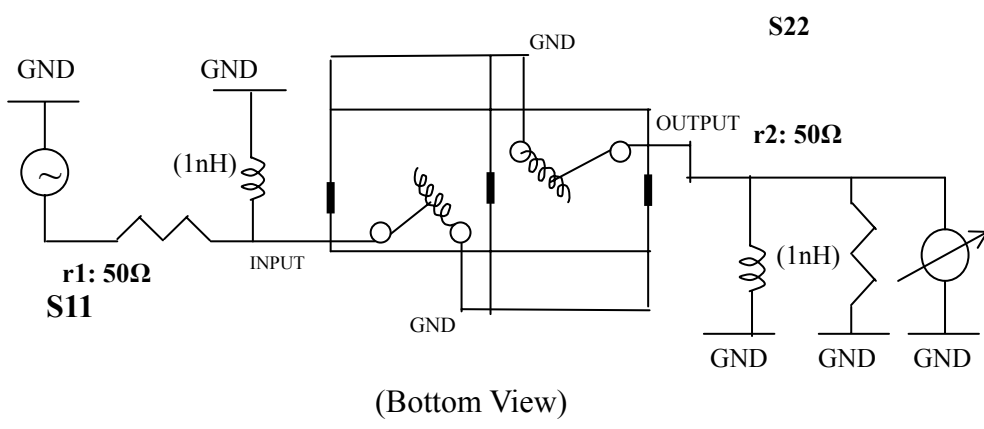 S22
GND
GND
GND
OUTPUT
r2: 50Ω
(1nH)
~
r1: 50Ω
INPUT
S11
GND
(1nH)
GND
GND
GND
(Bottom View)